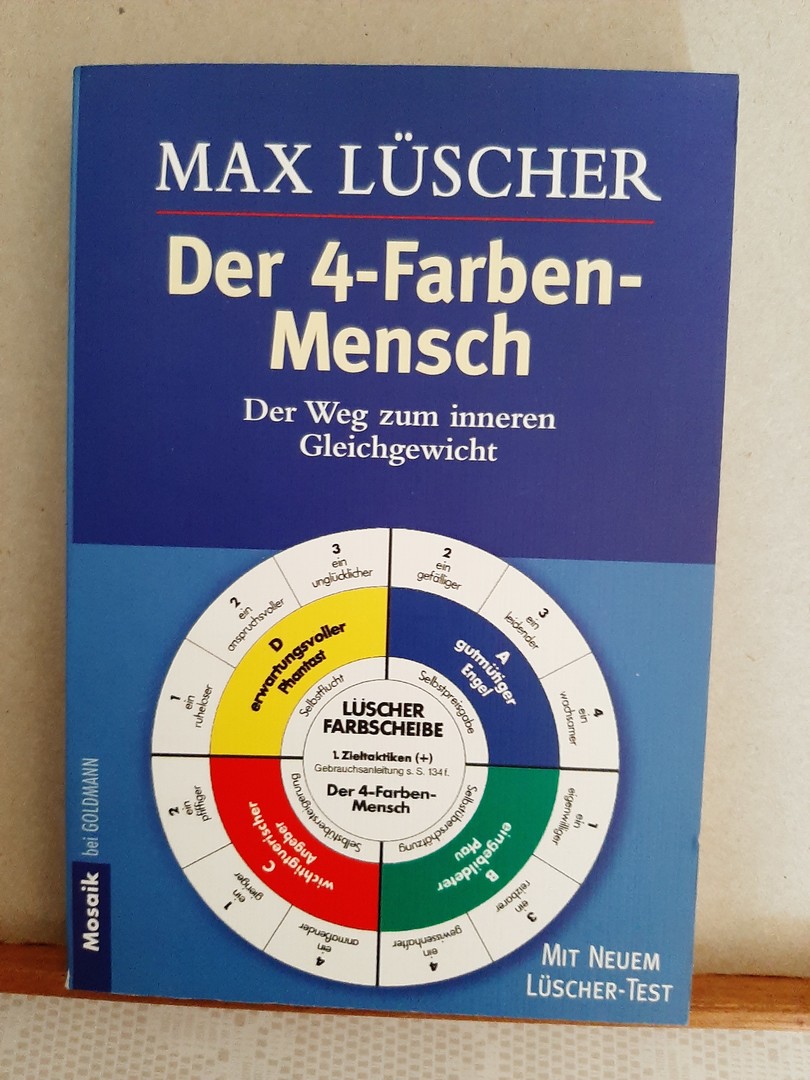 MAX LÜSCHER
Der 4-Farben-
Mensch
Der Weg zum inneren
Gleichgewicht
3
ein
unglücklicher
2
ein
anspruchsvoller
1
ein
ruheloser
D
erwartungsvoller
Phantast
Selbstflucht
2
ein
gefälliger
3
ein
leidender
4
ein
wachsamer
A
gutmütiger
Engel
Selbstpreisgabe
LÜSCHER
FARBSCHEIBE
1. Zieltaktiken (+)
Gebrauchsanleitung s. S. 134 f.
Der 4-Farben-
Mensch
2
ein
pfiffiger
1
ein
gieriger
4
ein
anmaßender
C
wichtigtuerischer
Angeber
Selbstübersteigerung
1
ein
eigenwilliger
3
ein
reizbarer
4
ein
gewissenhafter
B
eingebildeter
Pfau
Selbstüberschätzung
Mosaik bei GOLDMANN
MIT NEUEM
LÜSCHER-TEST